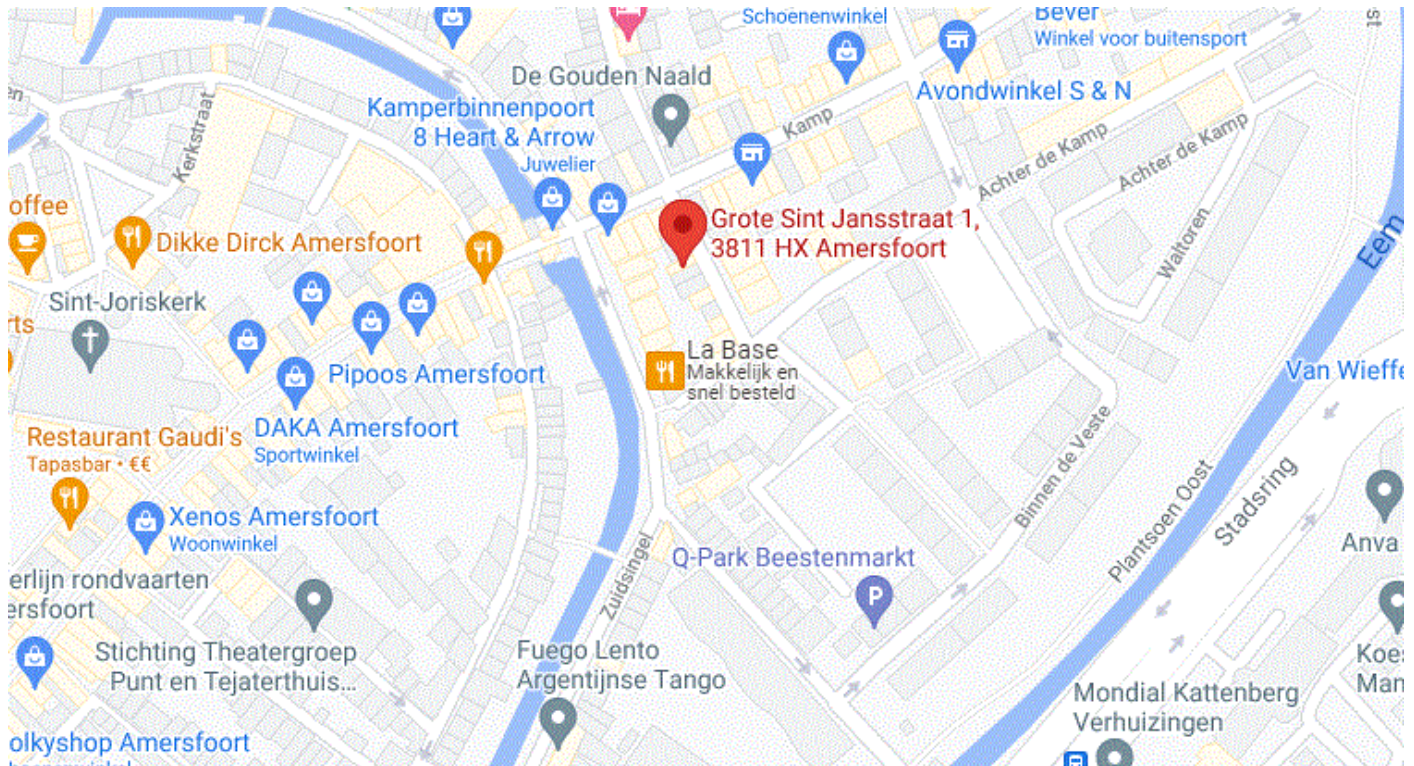 Schoenenwinkel
Bever
Winkel voor buitensport
De Gouden Naald
Avondwinkel S & N
Kamperbinnenpoort
8 Heart & Arrow
Juwelier
Kamp
Achter de Kamp
Achter de Kamp
Kerkstraat
offee
Dikke Dirck Amersfoort
Grote Sint Jansstraat 1,
3811 HX Amersfoort
Waltoren
Eem
Sint-Joriskerk
rts
La Base
Makkelijk en
snel besteld
Pipoos Amersfoort
Van Wieffe
DAKA Amersfoort
Sportwinkel
Restaurant Gaudi's
Tapasbar • €€
Binnen de Veste
Plantsoen Oost
Stadsring
Xenos Amersfoort
Woonwinkel
Anva
Q-Park Beestenmarkt
P
Zuidsingel
erlijn rondvaarten
ersfoort
Stichting Theatergroep
Punt en Tejaterthuis...
Fuego Lento
Argentijnse Tango
Koes
Man
Mondial Kattenberg
Verhuizingen
olkyshop Amersfoort